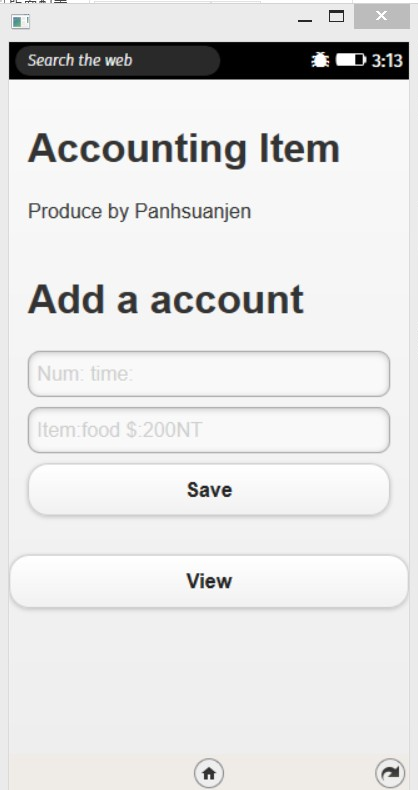 Search the web
3:13
Accounting Item
Produce by Panhsuanjen
Add a account
Num: time:
Item:food $:200NT
Save
View